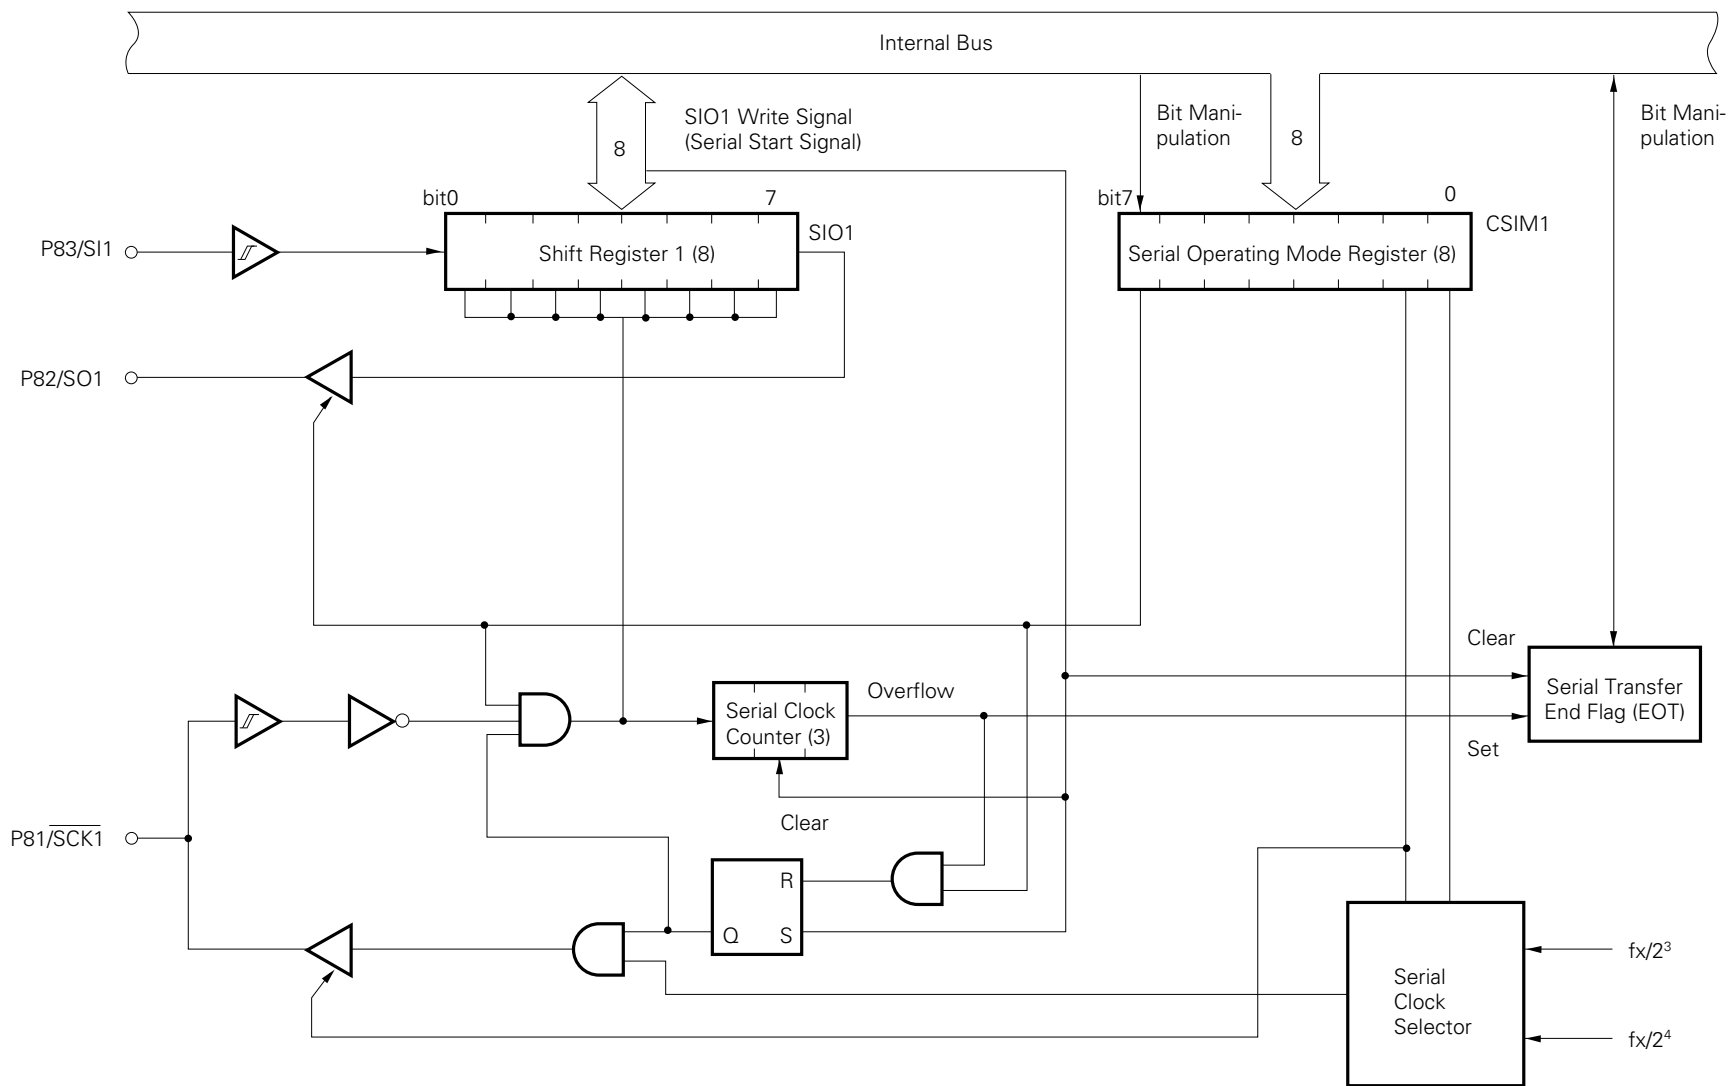 Internal Bus
SIO1 Write Signal
(Serial Start Signal)
8
Bit Mani-
pulation
8
Bit Mani-
pulation
bit0
7
bit7
0
P83/SI1
Shift Register 1 (8)
SIO1
Serial Operating Mode Register (8)
CSIM1
P82/SO1
Clear
Serial Clock
Counter (3)
Overflow
Serial Transfer
End Flag (EOT)
Set
P81/S̅C̅K̅1̅
Clear
R
Q
S
Serial
Clock
Selector
fx/2³
fx/2⁴